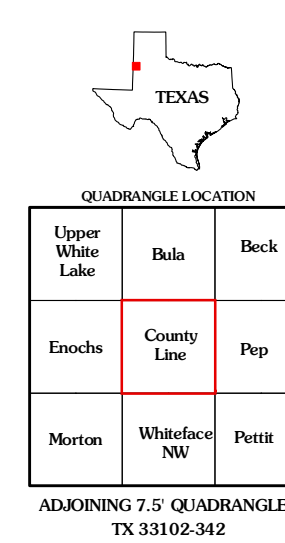 TEXAS
QUADRANGLE LOCATION
Upper
White
Lake
Bula
Beck
Enochs
County
Line
Pep
Morton
Whiteface
NW
Pettit
ADJOINING 7.5' QUADRANGLE
TX 33102-342